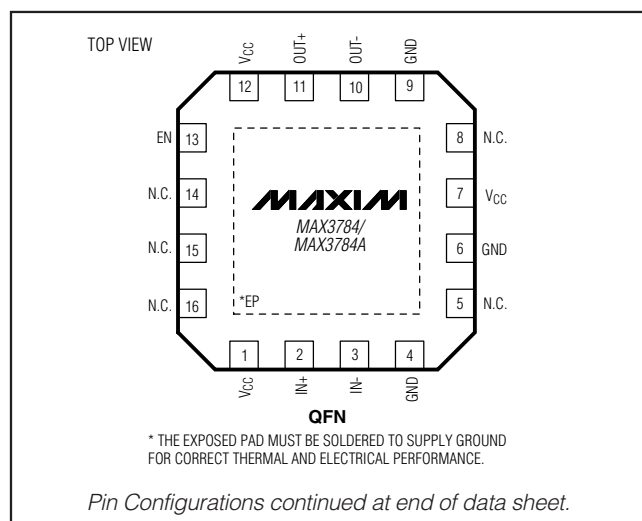 TOP VIEW
VCC OUT+ OUT- GND
12 11 10 9
EN 13 8 N.C.
N.C. 14 7 VCC
MAXIM
MAX3784/
MAX3784A
N.C. 15 6 GND
N.C. 16 5 N.C.
*EP
1 2 3 4
VCC IN+ IN- GND
QFN
* THE EXPOSED PAD MUST BE SOLDERED TO SUPPLY GROUND
FOR CORRECT THERMAL AND ELECTRICAL PERFORMANCE.
Pin Configurations continued at end of data sheet.